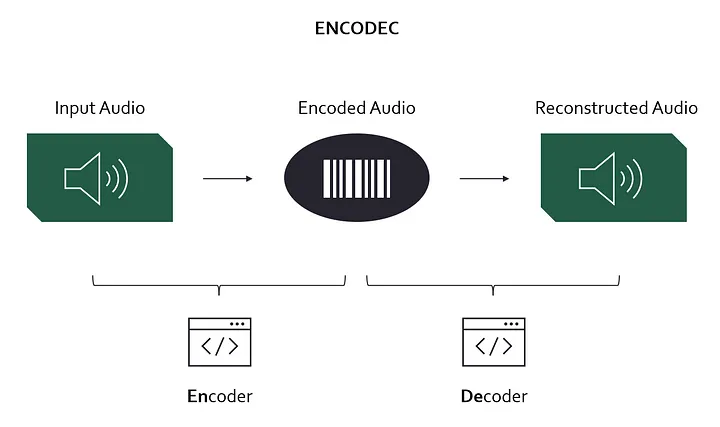 ENCODEC
Input Audio
Encoded Audio
Reconstructed Audio
</>
</>
Encoder
Decoder